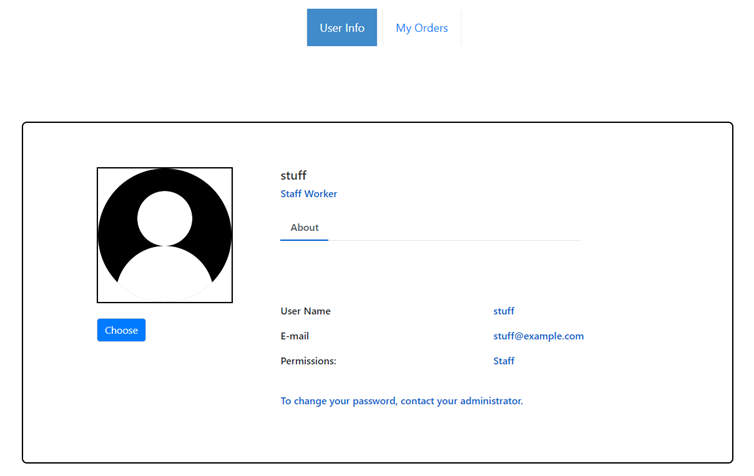 User Info My Orders
stuff
Staff Worker
About
User Name stuff
E-mail stuff@example.com
Choose
Permissions: Staff
To change your password, contact your administrator.